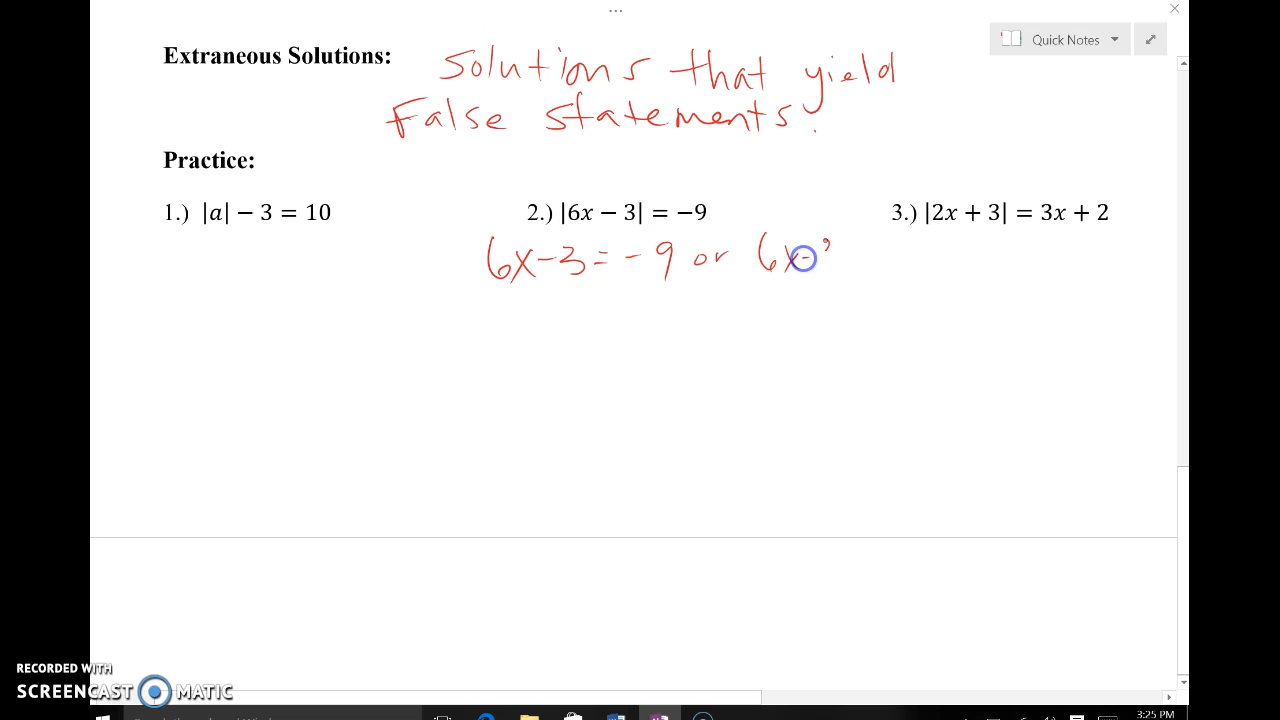 Quick Notes
Extraneous Solutions: Solutions that yield
False statements.
Practice:
1.) |a| − 3 = 10 2.) |6x − 3| = −9 3.) |2x + 3| = 3x + 2
6x-3=-9 or 6x-
RECORDED WITH
SCREENCAST MATIC
3:25 PM